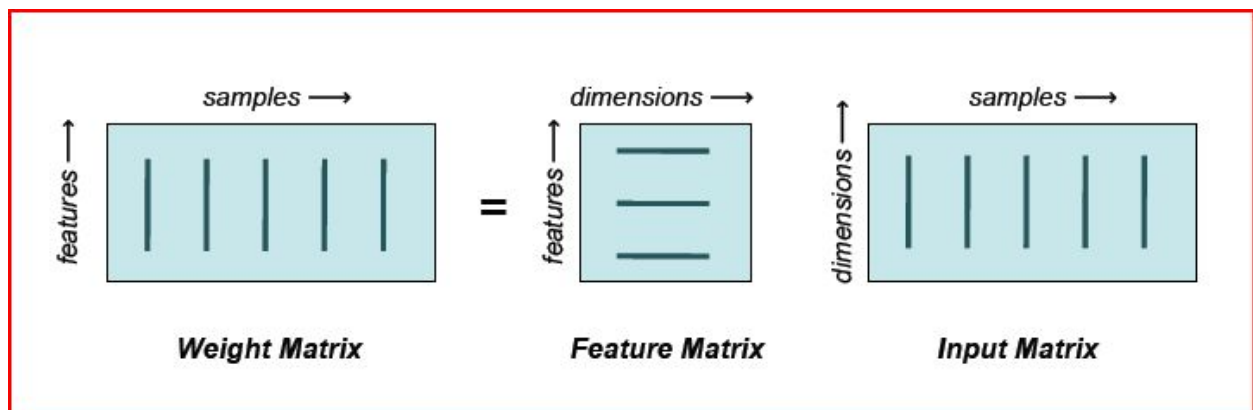 samples → dimensions → samples →
features → = features → dimensions →
Weight Matrix Feature Matrix Input Matrix